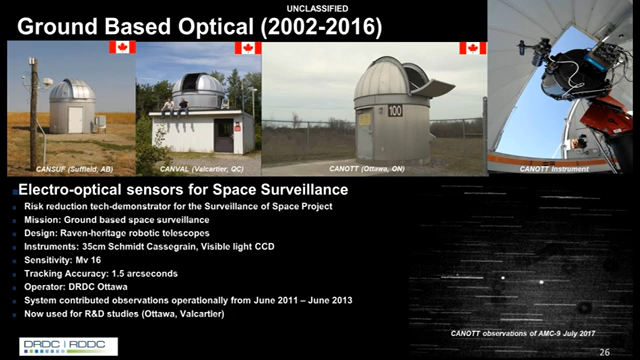 UNCLASSIFIED
Ground Based Optical (2002-2016)
100
CANSUF (Suffield, AB)
CANVAL (Valcartier, QC)
CANOTT (Ottawa, ON)
CANOTT Instrument
Electro-optical sensors for Space Surveillance
Risk reduction tech-demonstrator for the Surveillance of Space Project
Mission: Ground based space surveillance
Design: Raven-heritage robotic telescopes
Instruments: 35cm Schmidt Cassegrain, Visible light CCD
Sensitivity: Mv 16
Tracking Accuracy: 1.5 arcseconds
Operator: DRDC Ottawa
System contributed observations operationally from June 2011 – June 2013
Now used for R&D studies (Ottawa, Valcartier)
CANOTT observations of AMC-9 July 2017
DRDC | RDDC
26